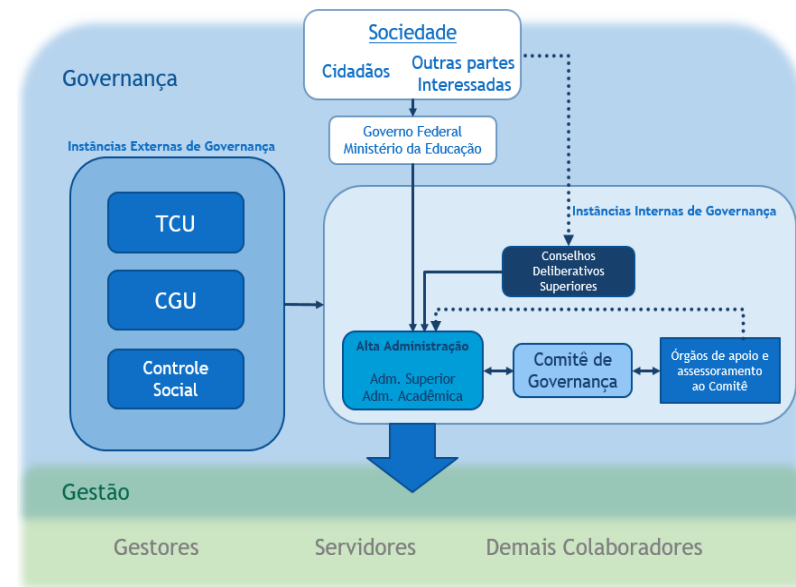 Sociedade
Cidadãos
Outras partes
Interessadas
Governança
Governo Federal
Ministério da Educação
Instâncias Externas de Governança
TCU
CGU
Controle
Social
Instâncias Internas de Governança
Conselhos
Deliberativos
Superiores
Alta Administração
Adm. Superior
Adm. Acadêmica
Comitê de
Governança
Órgãos de apoio e
assessoramento
ao Comitê
Gestão
Gestores
Servidores
Demais Colaboradores